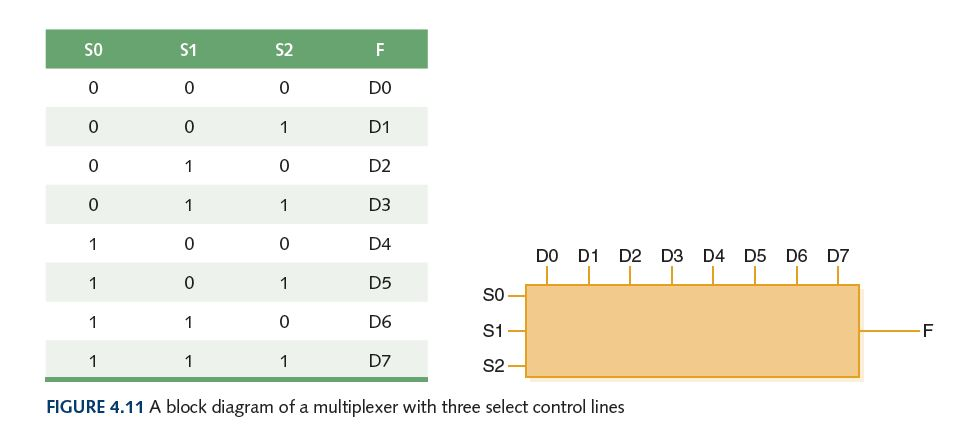 S0 S1 S2 F
0 0 0 D0
0 0 1 D1
0 1 0 D2
0 1 1 D3
1 0 0 D4
1 0 1 D5
1 1 0 D6
1 1 1 D7
D0 D1 D2 D3 D4 D5 D6 D7
S0
S1
F
S2
FIGURE 4.11 A block diagram of a multiplexer with three select control lines